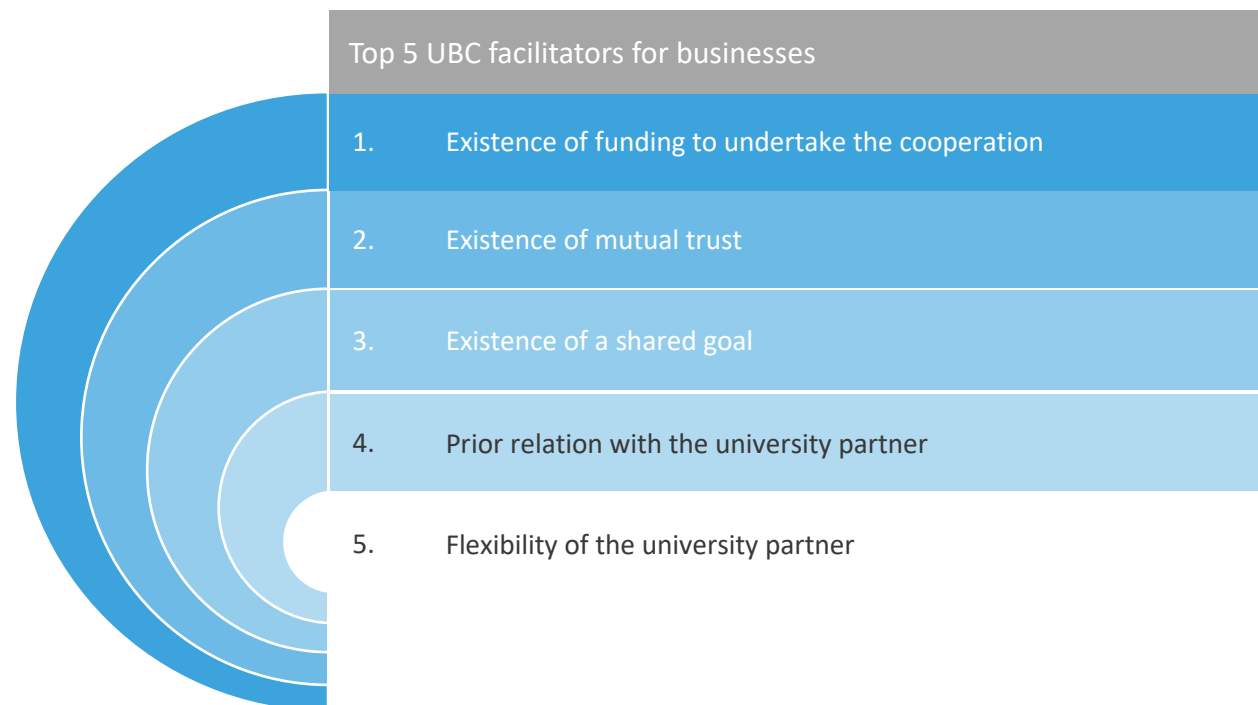 Top 5 UBC facilitators for businesses
1. Existence of funding to undertake the cooperation
2. Existence of mutual trust
3. Existence of a shared goal
4. Prior relation with the university partner
5. Flexibility of the university partner